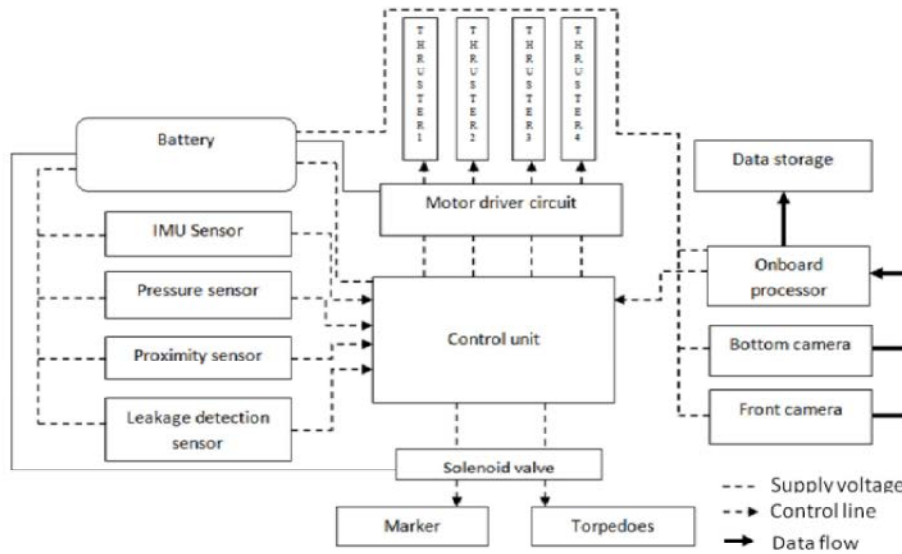 THRUSTER1
THRUSTER2
THRUSTER3
THRUSTER4
Battery
Data storage
Motor driver circuit
IMU Sensor
Onboard
processor
Pressure sensor
Control unit
Bottom camera
Proximity sensor
Front camera
Leakage detection
sensor
Solenoid valve
Supply voltage
Marker
Torpedoes
Control line
Data flow